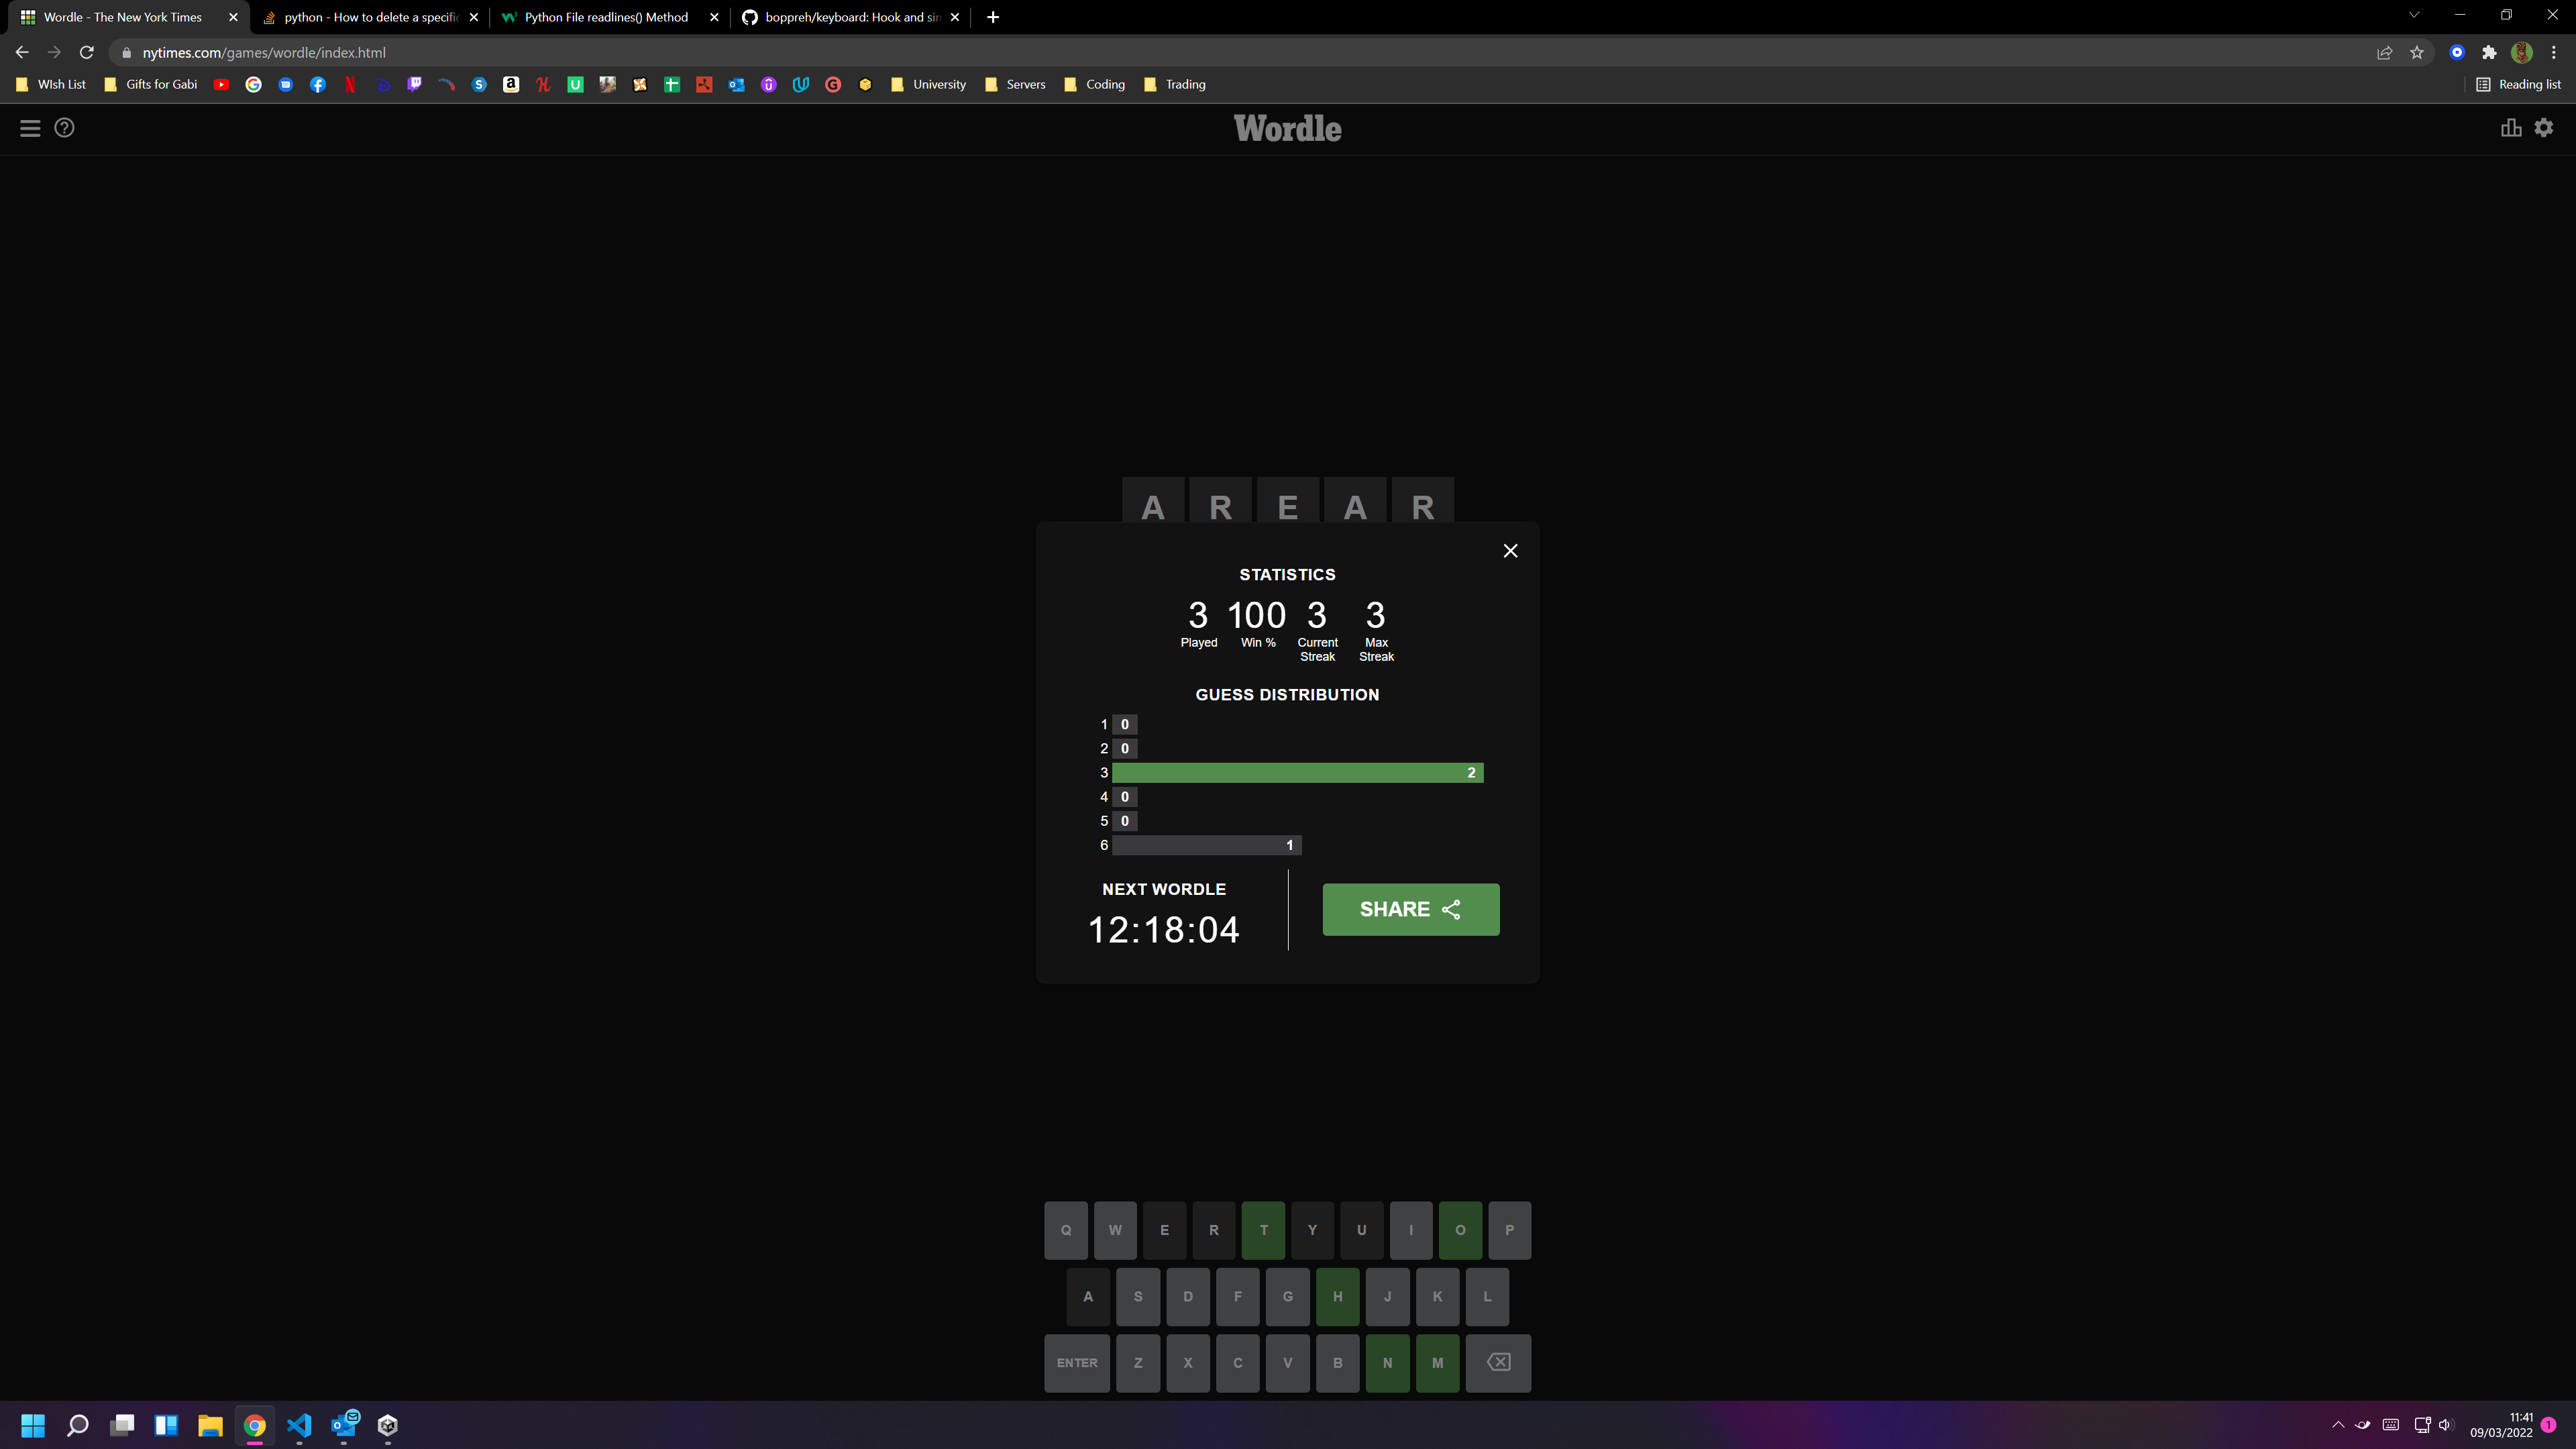 Wordle - The New York Times
python - How to delete a specific
Python File readlines() Method
boppreh/keyboard: Hook and sim
nytimes.com/games/wordle/index.html
WIsh List
Gifts for Gabi
University
Servers
Coding
Trading
Reading list
Wordle
A R E A R
STATISTICS
3 100 3 3
Played Win % Current Streak Max Streak
GUESS DISTRIBUTION
1 0
2 0
3 2
4 0
5 0
6 1
NEXT WORDLE
12:18:04
SHARE
Q W E R T Y U I O P
A S D F G H J K L
ENTER Z X C V B N M
11:41
09/03/2022
1